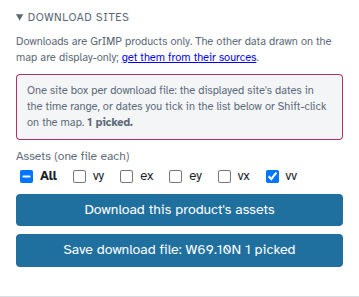 ▼ DOWNLOAD SITES
Downloads are GrIMP products only. The other data drawn on the
map are display-only; get them from their sources.
One site box per download file: the displayed site's dates in
the time range, or dates you tick in the list below or Shift-click
on the map. 1 picked.
Assets (one file each)
All vy ex ey vx vv
Download this product's assets
Save download file: W69.10N 1 picked